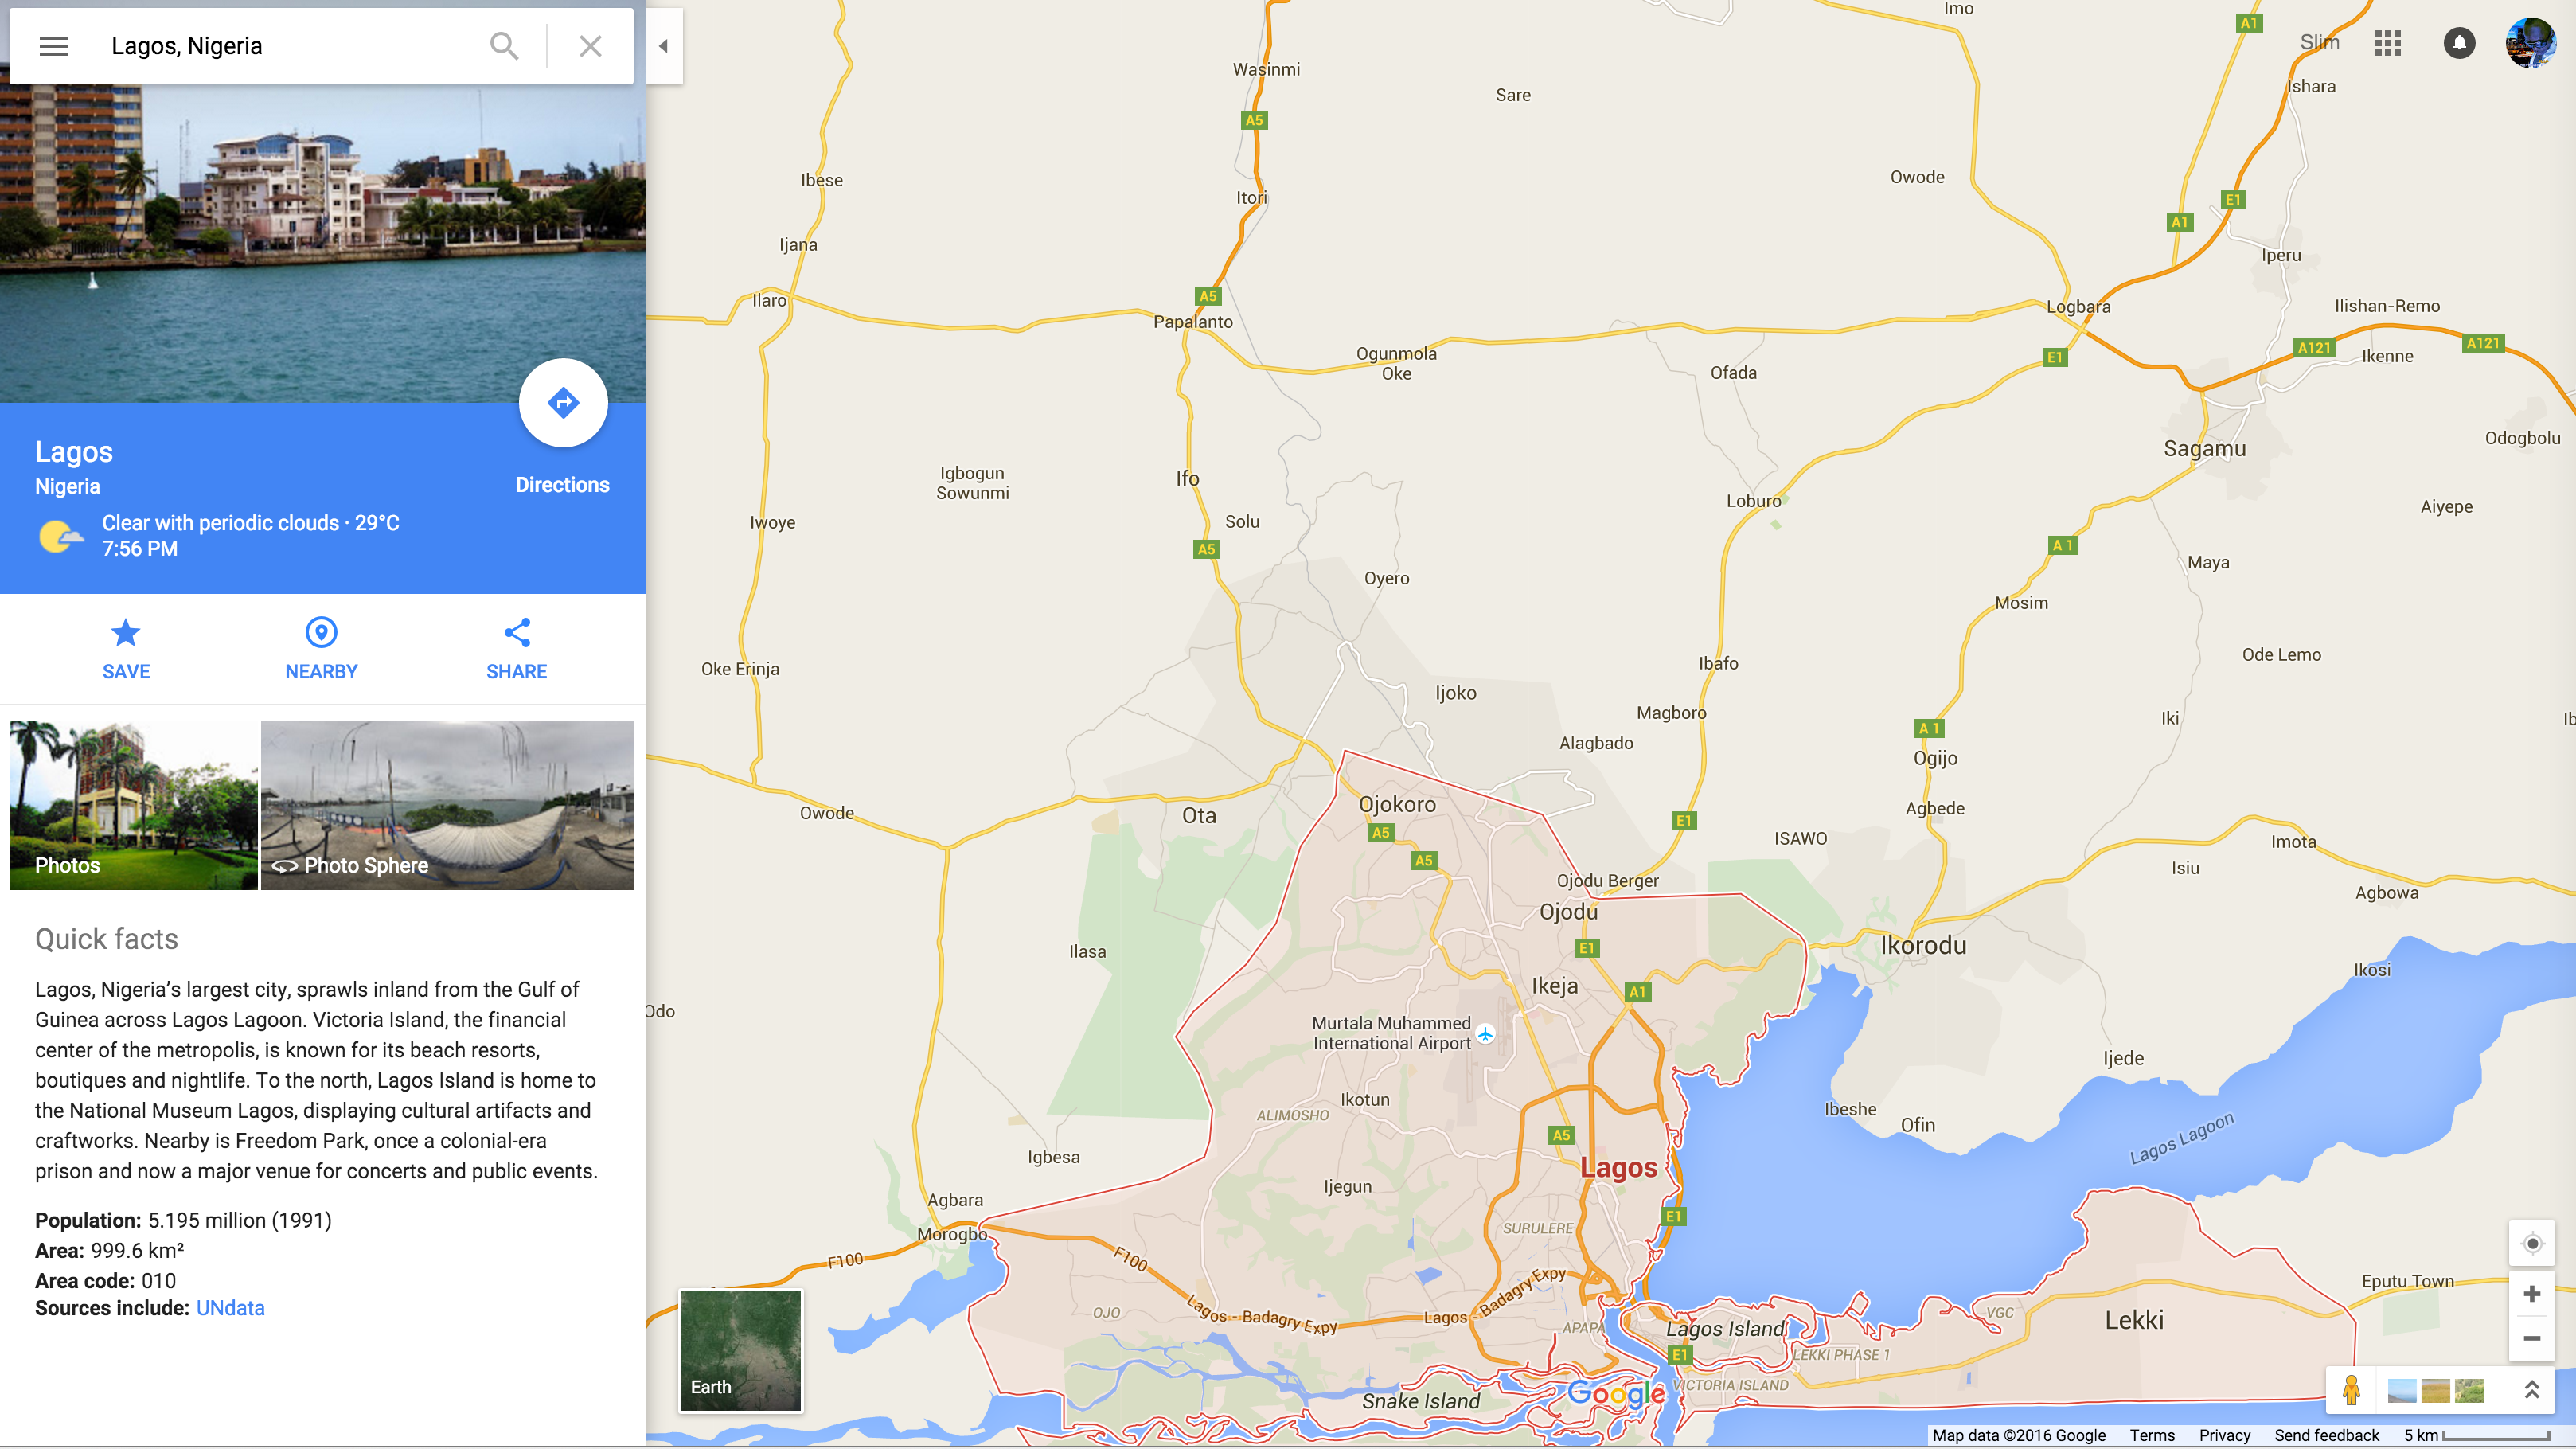 Lagos, Nigeria
Lagos
Nigeria
Directions
Clear with periodic clouds · 29°C
7:56 PM
SAVE
NEARBY
SHARE
Photos
Photo Sphere
Quick facts
Lagos, Nigeria's largest city, sprawls inland from the Gulf of
Guinea across Lagos Lagoon. Victoria Island, the financial
center of the metropolis, is known for its beach resorts,
boutiques and nightlife. To the north, Lagos Island is home to
the National Museum Lagos, displaying cultural artifacts and
craftworks. Nearby is Freedom Park, once a colonial-era
prison and now a major venue for concerts and public events.
Population: 5.195 million (1991)
Area: 999.6 km²
Area code: 010
Sources include: UNdata
Slim
Imo
A1
Wasinmi
Sare
Ishara
A5
Ibese
Owode
Itori
E1
A1
Ijana
Iperu
Ilaro
A5
Papalanto
Logbara
Ilishan-Remo
Ogunmola
Oke
Ofada
E1
A121
A121
Ikenne
Sagamu
Odogbolu
Igbogun
Sowunmi
Ifo
Loburo
Aiyepe
Iwoye
Solu
A5
A 1
Maya
Oyero
Mosim
Oke Erinja
Ibafo
Ode Lemo
Ijoko
Magboro
Iki
Ib
Alagbado
A 1
Ogijo
Owode
Ota
Ojokoro
A5
A5
E1
Agbede
ISAWO
Imota
Isiu
Ojodu Berger
Agbowa
Ojodu
E1
Ikorodu
Ilasa
Ikosi
Ikeja
A1
Odo
Murtala Muhammed
International Airport
Ijede
Ikotun
ALIMOSHO
Ibeshe
Ofin
A5
Lagos Lagoon
Igbesa
Lagos
Ijegun
Agbara
Morogbo
SURULERE
E1
F100
F100
Eputu Town
Lagos - Badagry Expy
Lagos - Badagry Expy
OJO
APAPA
Lagos Island
VGC
Lekki
E1
LEKKI PHASE 1
VICTORIA ISLAND
Snake Island
Google
Earth
Map data ©2016 Google
Terms
Privacy
Send feedback
5 km